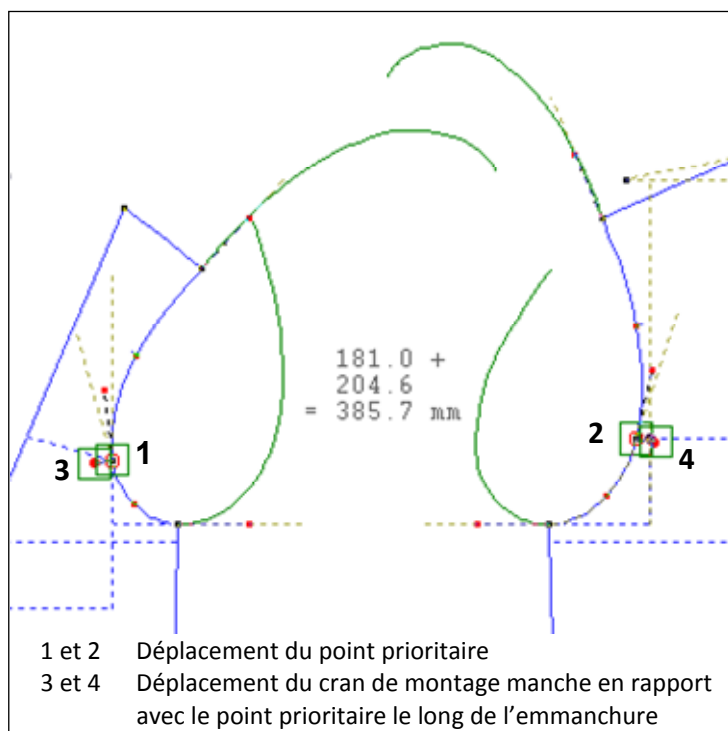 181.0 +
204.6
= 385.7 mm
2
1
3
4
1 et 2 Déplacement du point prioritaire
3 et 4 Déplacement du cran de montage manche en rapport
avec le point prioritaire le long de l’emmanchure